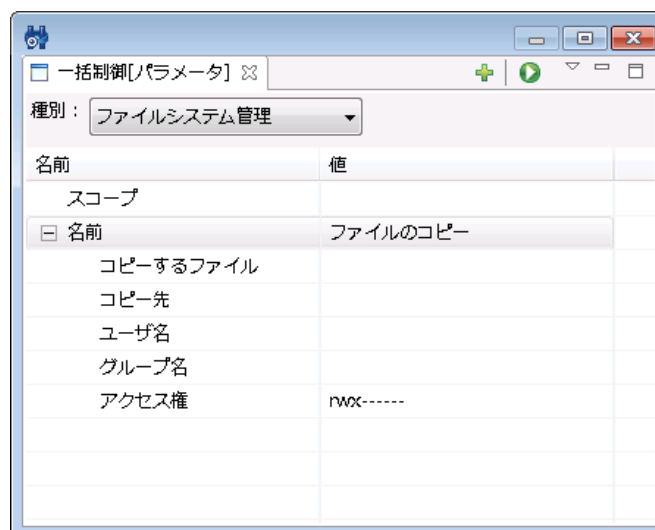 一括制御[パラメータ]
種別： ファイルシステム管理
名前 値
スコープ
名前 ファイルのコピー
コピーするファイル
コピー先
ユーザ名
グループ名
アクセス権 rwx------